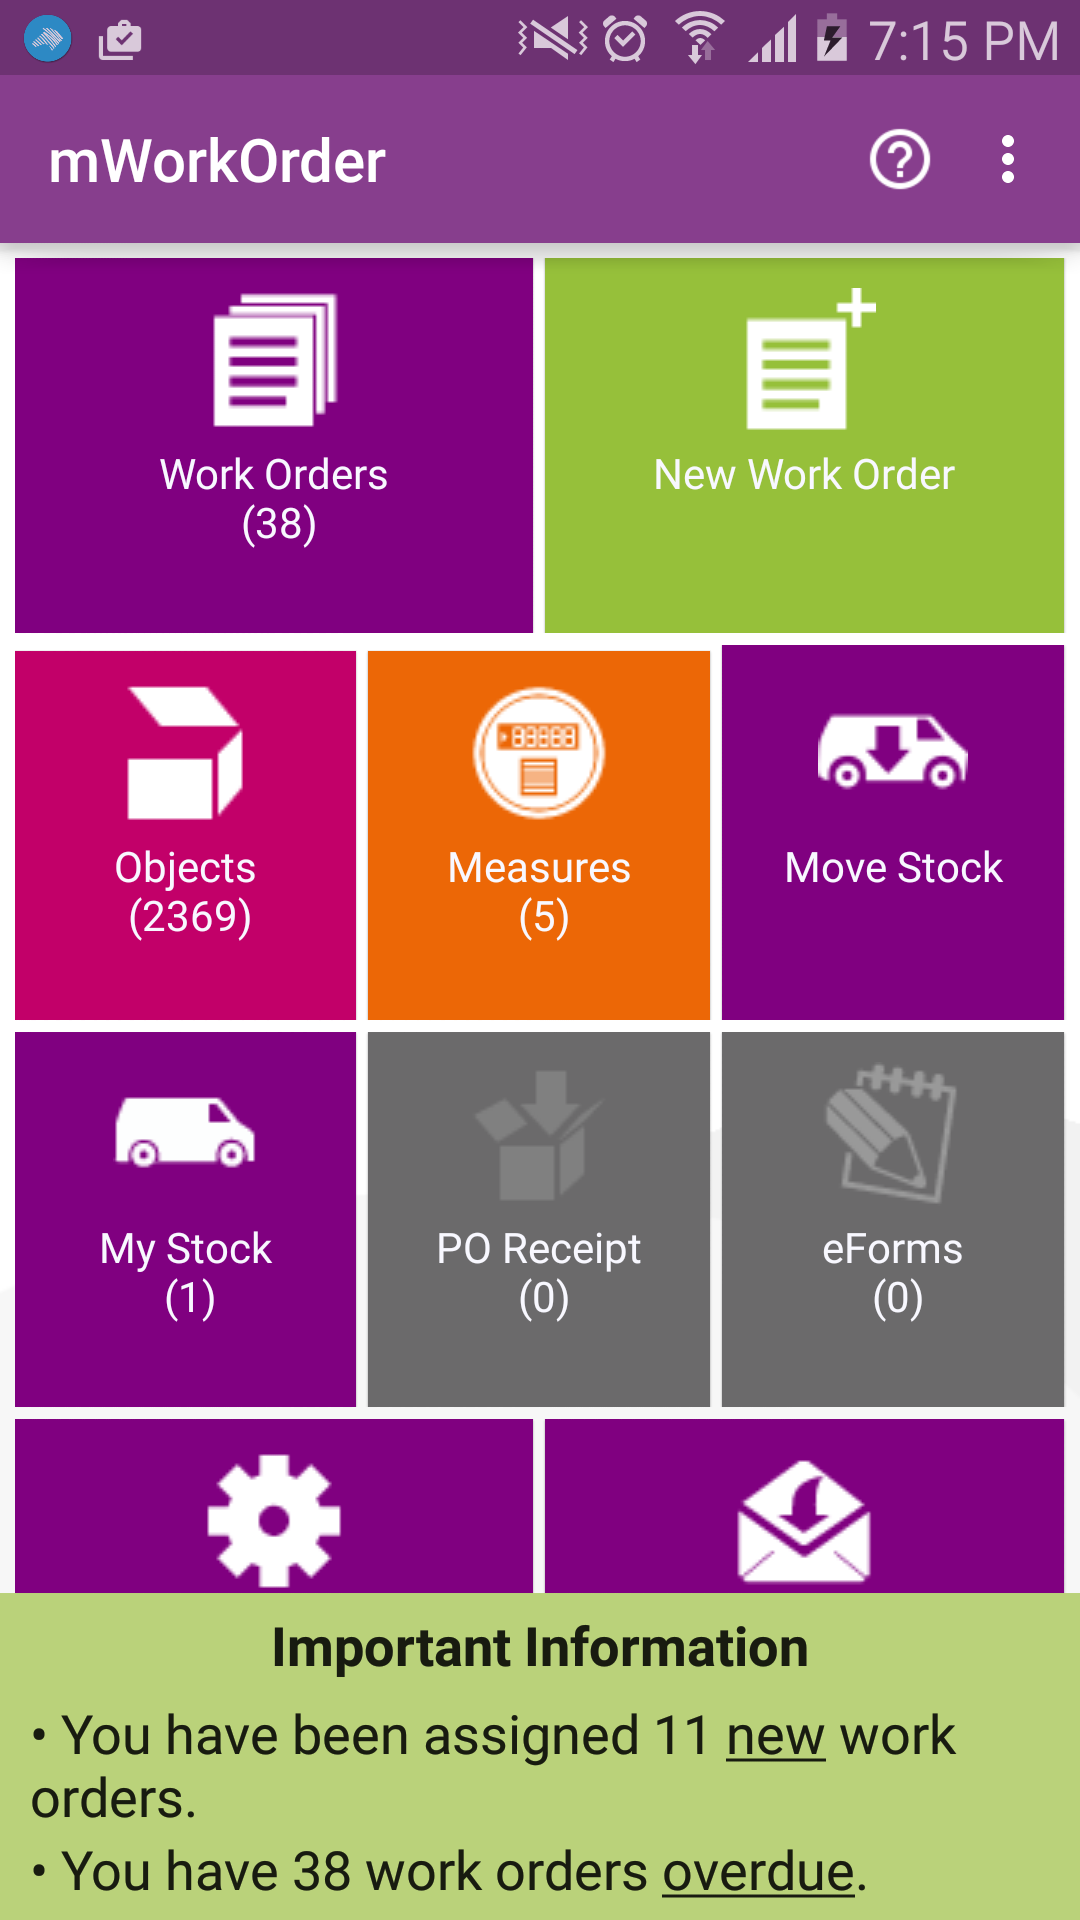 7:15 PM
mWorkOrder
Work Orders
(38)
New Work Order
Objects
(2369)
Measures
(5)
Move Stock
My Stock
(1)
PO Receipt
(0)
eForms
(0)
Important Information
• You have been assigned 11 new work
orders.
• You have 38 work orders overdue.